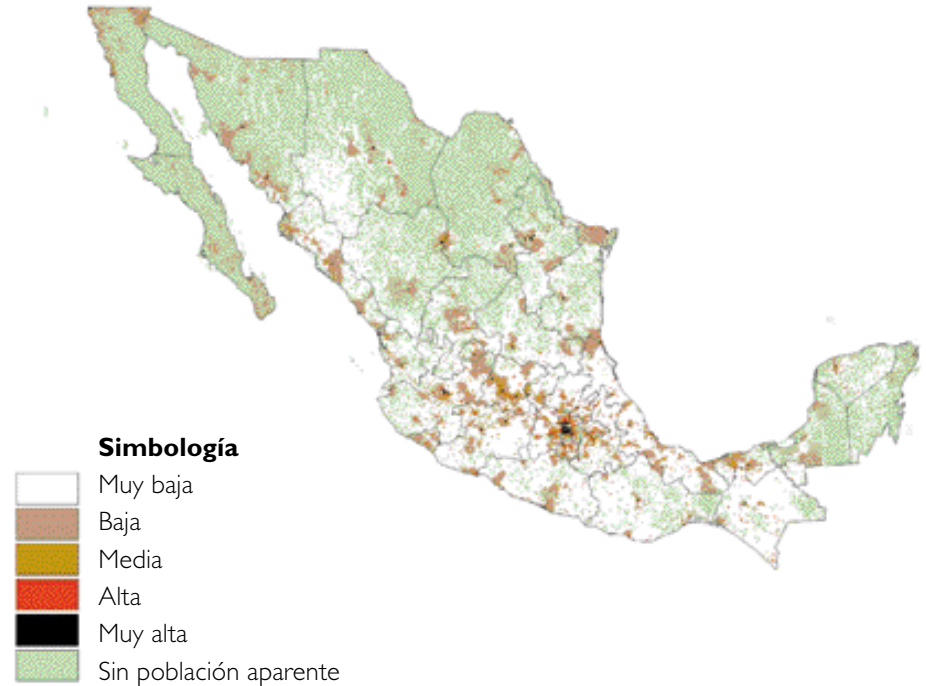 Simbología
Muy baja
Baja
Media
Alta
Muy alta
Sin población aparente